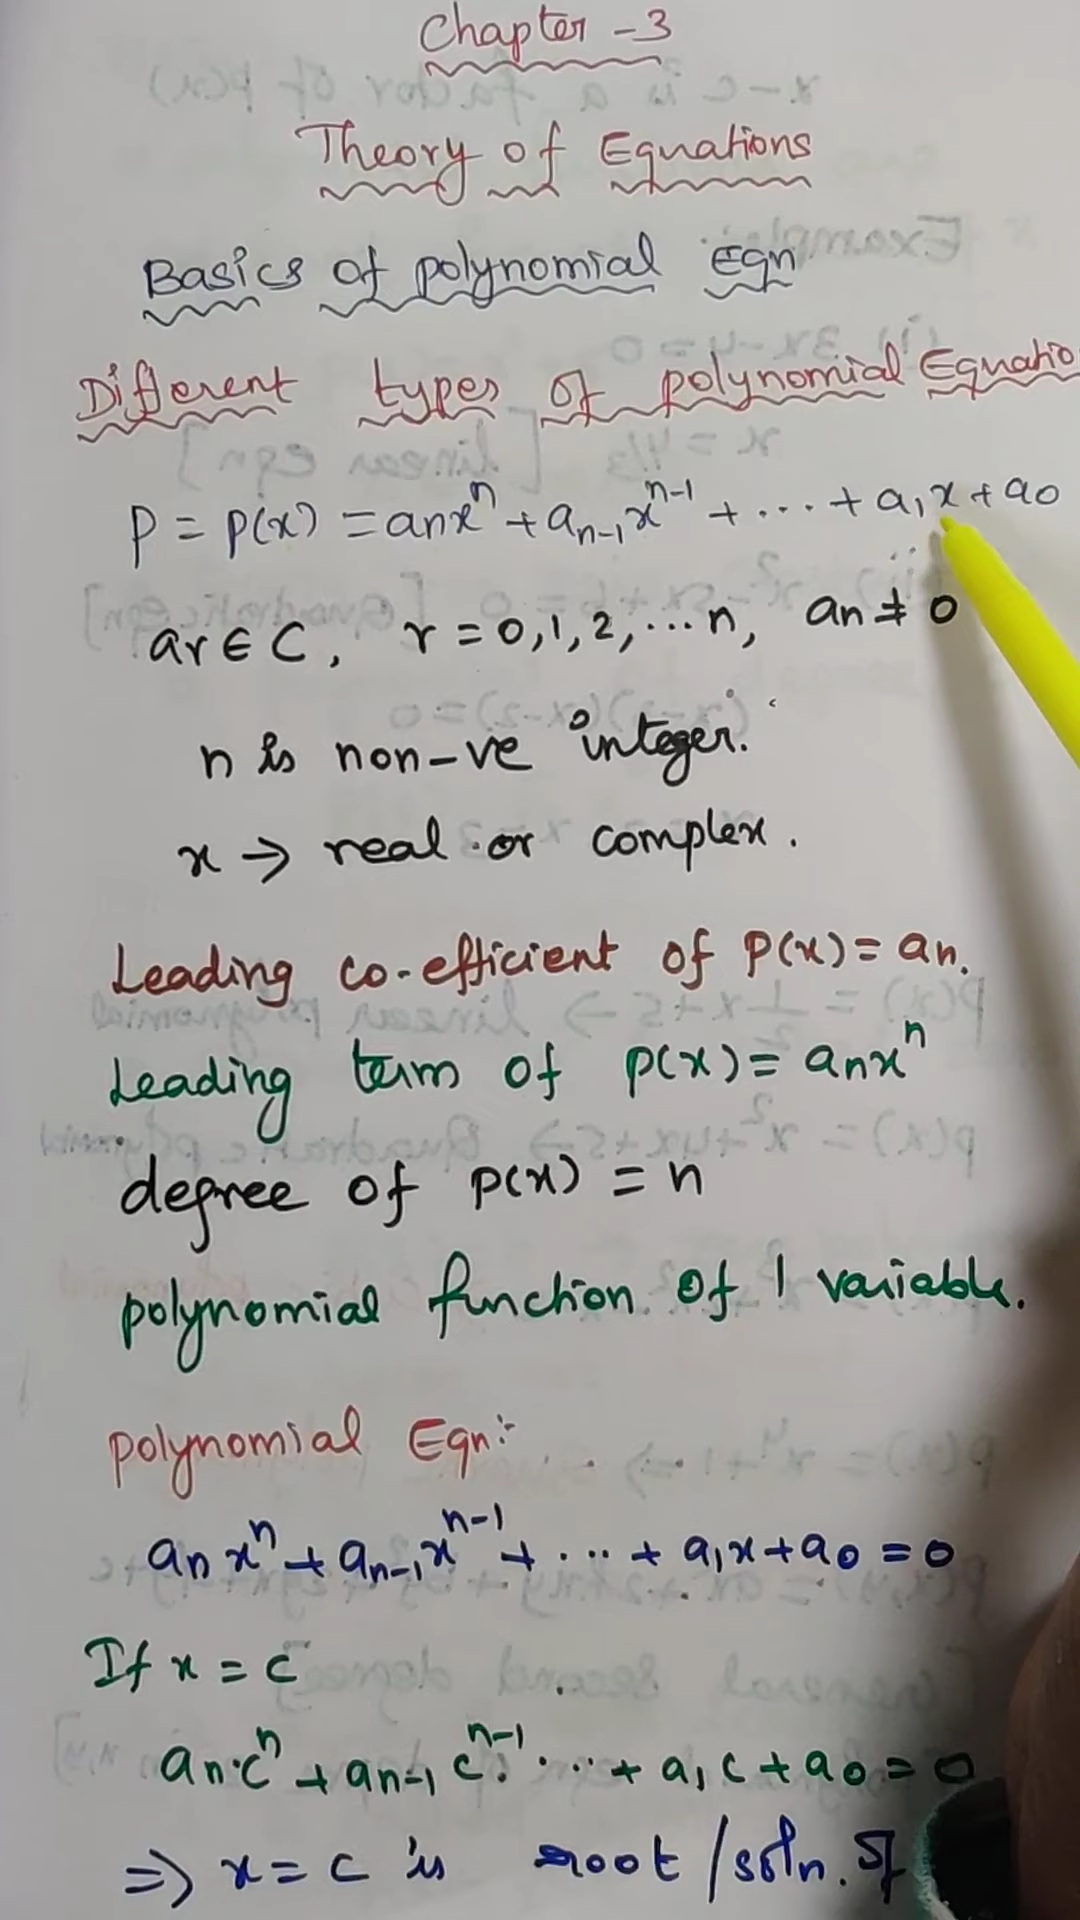 Chapter - 3
Theory of Equations
Basics of polynomial Eqn
Different types of polynomial Equatio
P = P(x) = anxⁿ + aₙ₋₁xⁿ⁻¹ + ... + a₁x + a₀
ar ∈ C, r = 0, 1, 2, ... n, an ≠ 0
n is non-ve integer.
x → real or complex.
Leading co-efficient of P(x) = an.
Leading term of P(x) = anxⁿ
degree of P(x) = n
polynomial function of 1 variable.
polynomial Eqn:-
anxⁿ + aₙ₋₁xⁿ⁻¹ + ... + a₁x + a₀ = 0
If x = c
an·cⁿ + aₙ₋₁cⁿ⁻¹ ... + a₁c + a₀ = 0
⇒ x = c is root / soln. of